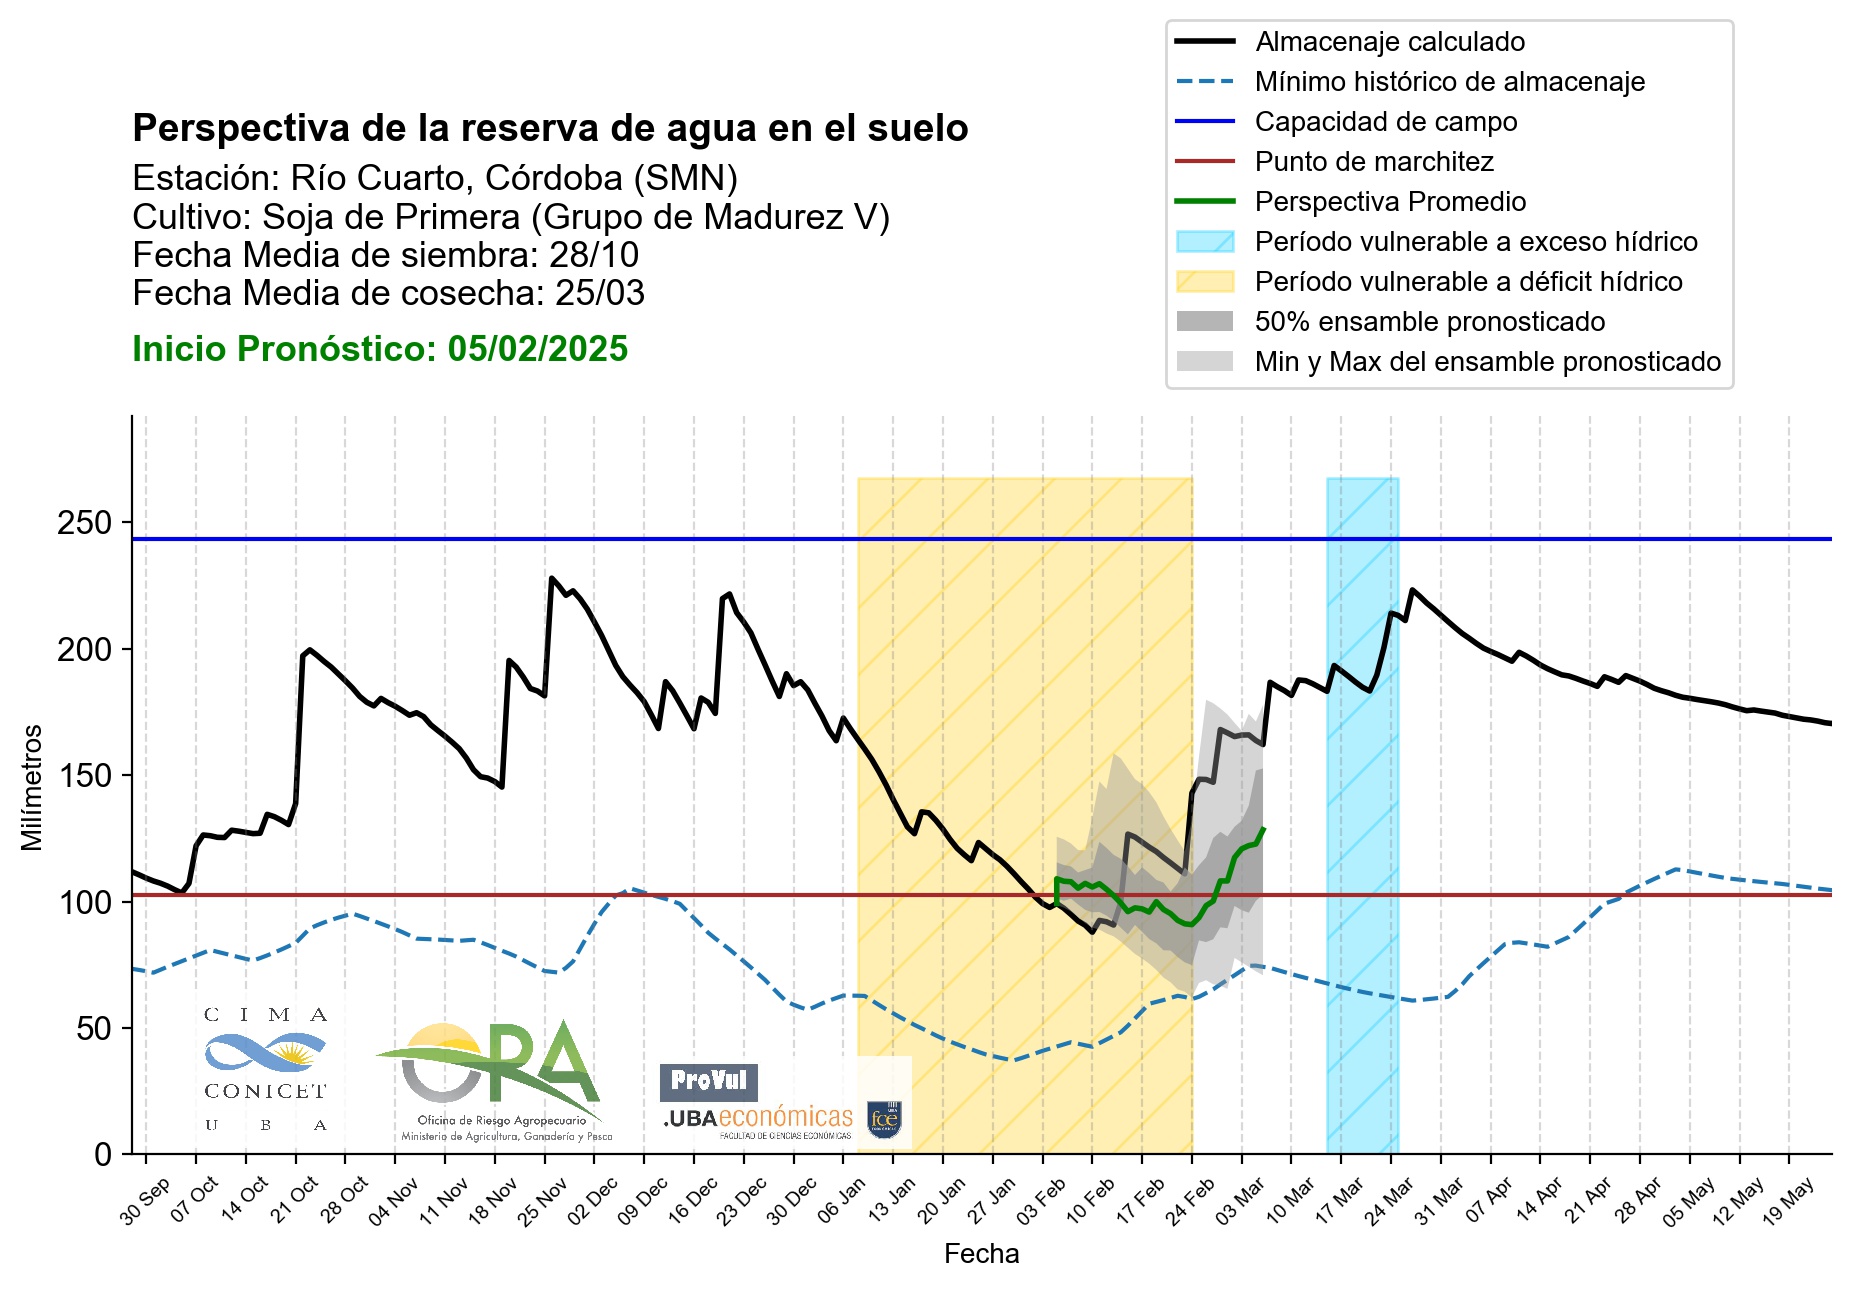 Almacenaje calculado
Mínimo histórico de almacenaje
Capacidad de campo
Punto de marchitez
Perspectiva Promedio
Período vulnerable a exceso hídrico
Período vulnerable a déficit hídrico
50% ensamble pronosticado
Min y Max del ensamble pronosticado
Perspectiva de la reserva de agua en el suelo
Estación: Río Cuarto, Córdoba (SMN)
Cultivo: Soja de Primera (Grupo de Madurez V)
Fecha Media de siembra: 28/10
Fecha Media de cosecha: 25/03
Inicio Pronóstico: 05/02/2025
250
200
150
100
50
0
Milímetros
C I M A
CONICET
U B A
ORA
Oficina de Riesgo Agropecuario
Ministerio de Agricultura, Ganadería y Pesca
ProVul
.UBAeconómicas
FACULTAD DE CIENCIAS ECONÓMICAS
fce
30 Sep
07 Oct
14 Oct
21 Oct
28 Oct
04 Nov
11 Nov
18 Nov
25 Nov
02 Dec
09 Dec
16 Dec
23 Dec
30 Dec
06 Jan
13 Jan
20 Jan
27 Jan
03 Feb
10 Feb
17 Feb
24 Feb
03 Mar
10 Mar
17 Mar
24 Mar
31 Mar
07 Apr
14 Apr
21 Apr
28 Apr
05 May
12 May
19 May
Fecha